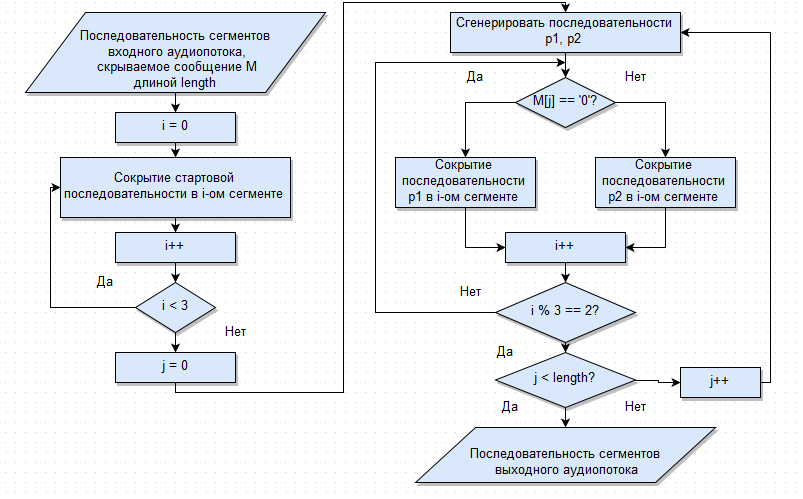 Последовательность сегментов
входного аудиопотока,
скрываемое сообщение M
длиной length
i = 0
Сокрытие стартовой
последовательности в i-ом сегменте
i++
Да
i < 3
Нет
j = 0
Сгенерировать последовательности
p1, p2
Да
Нет
M[j] == '0'?
Сокрытие
последовательности
p1 в i-ом сегменте
Сокрытие
последовательности
p2 в i-ом сегменте
i++
Нет
i % 3 == 2?
Да
j < length?
j++
Да
Нет
Последовательность сегментов
выходного аудиопотока